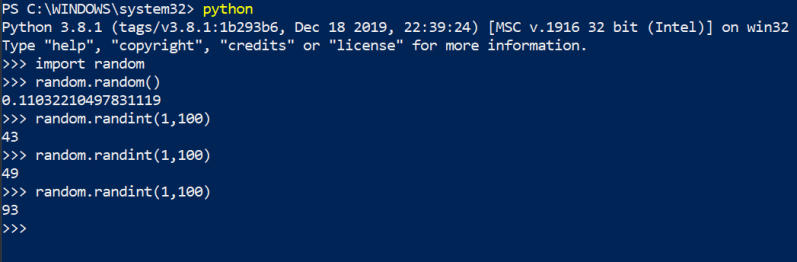 PS C:\WINDOWS\system32> python
Python 3.8.1 (tags/v3.8.1:1b293b6, Dec 18 2019, 22:39:24) [MSC v.1916 32 bit (Intel)] on win32
Type "help", "copyright", "credits" or "license" for more information.
>>> import random
>>> random.random()
0.11032210497831119
>>> random.randint(1,100)
43
>>> random.randint(1,100)
49
>>> random.randint(1,100)
93
>>>